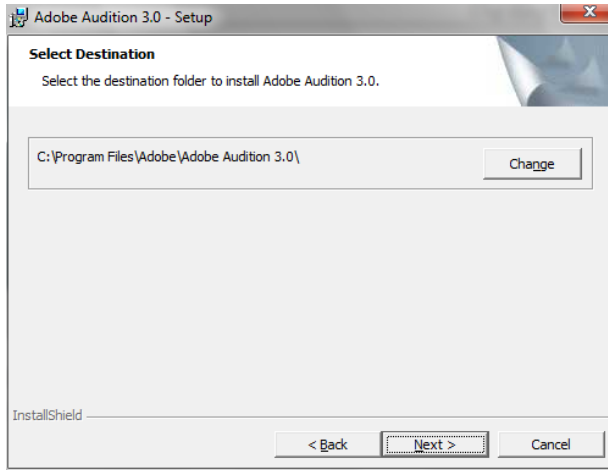 Adobe Audition 3.0 - Setup
Select Destination
Select the destination folder to install Adobe Audition 3.0.
C:\Program Files\Adobe\Adobe Audition 3.0\
Change
InstallShield
< Back
Next >
Cancel